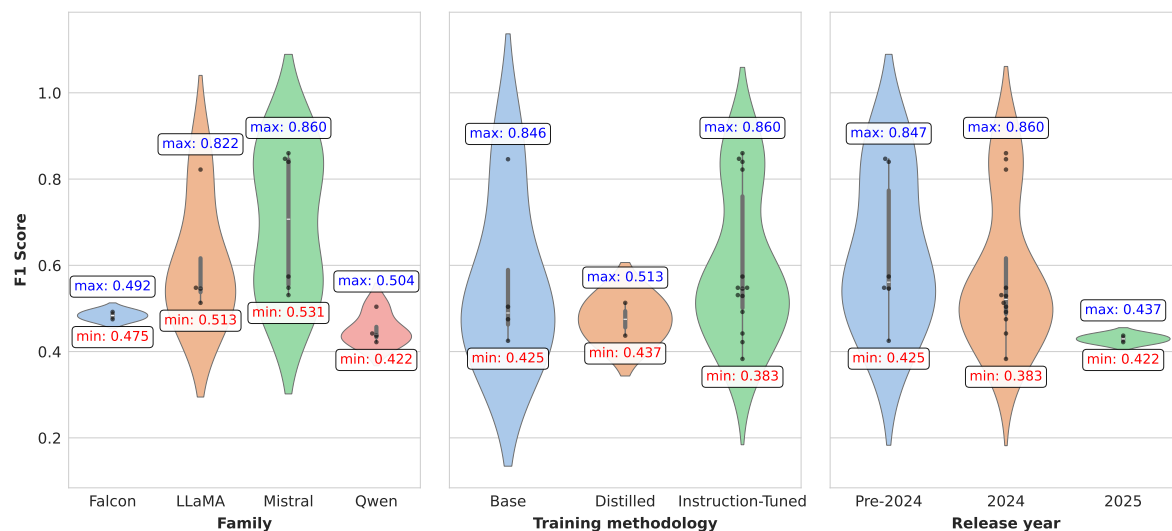 F1 Score
1.0
0.8
0.6
0.4
0.2
max: 0.492
min: 0.475
max: 0.822
min: 0.513
max: 0.860
min: 0.531
max: 0.504
min: 0.422
Falcon LLaMA Mistral Qwen
Family
max: 0.846
min: 0.425
max: 0.513
min: 0.437
max: 0.860
min: 0.383
Base Distilled Instruction-Tuned
Training methodology
max: 0.847
min: 0.425
max: 0.860
min: 0.383
max: 0.437
min: 0.422
Pre-2024 2024 2025
Release year